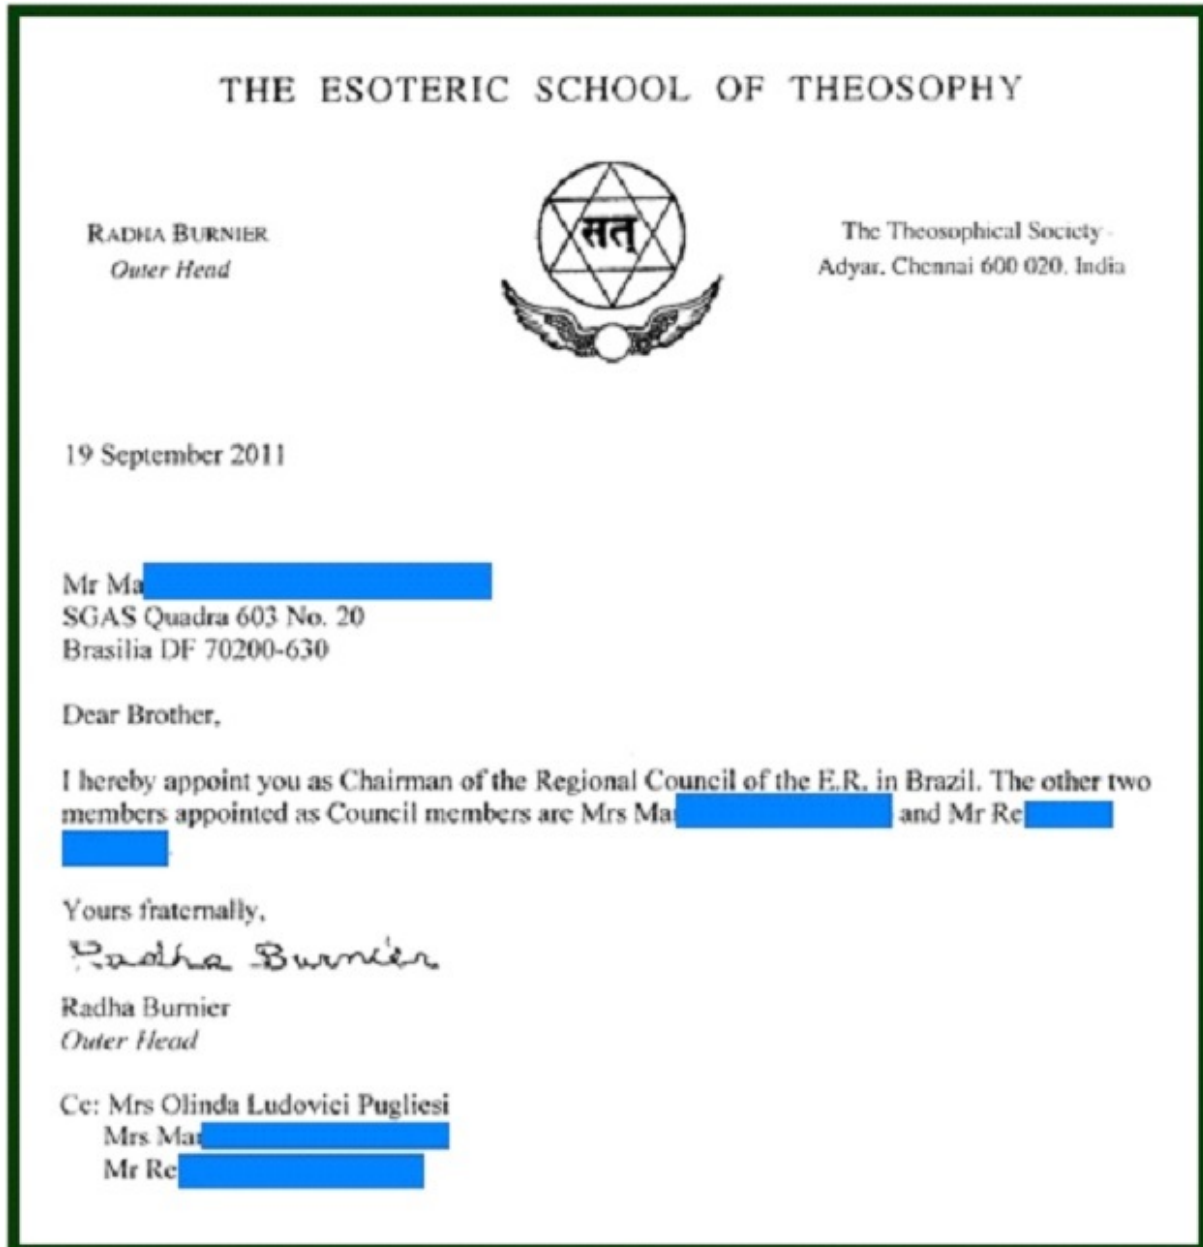 THE ESOTERIC SCHOOL OF THEOSOPHY
RADHA BURNIER
Outer Head
सत्
The Theosophical Society -
Adyar, Chennai 600 020, India
19 September 2011
Mr Ma
SGAS Quadra 603 No. 20
Brasilia DF 70200-630
Dear Brother,
I hereby appoint you as Chairman of the Regional Council of the E.R. in Brazil. The other two
members appointed as Council members are Mrs Ma and Mr Re
Yours fraternally,
Radha Burnier
Radha Burnier
Outer Head
Cc: Mrs Olinda Ludovici Pugliesi
Mrs Mar
Mr Re